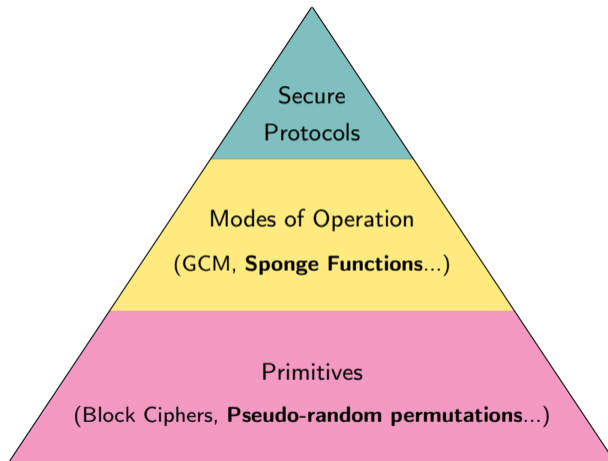 Secure
Protocols
Modes of Operation
(GCM, Sponge Functions...)
Primitives
(Block Ciphers, Pseudo-random permutations...)